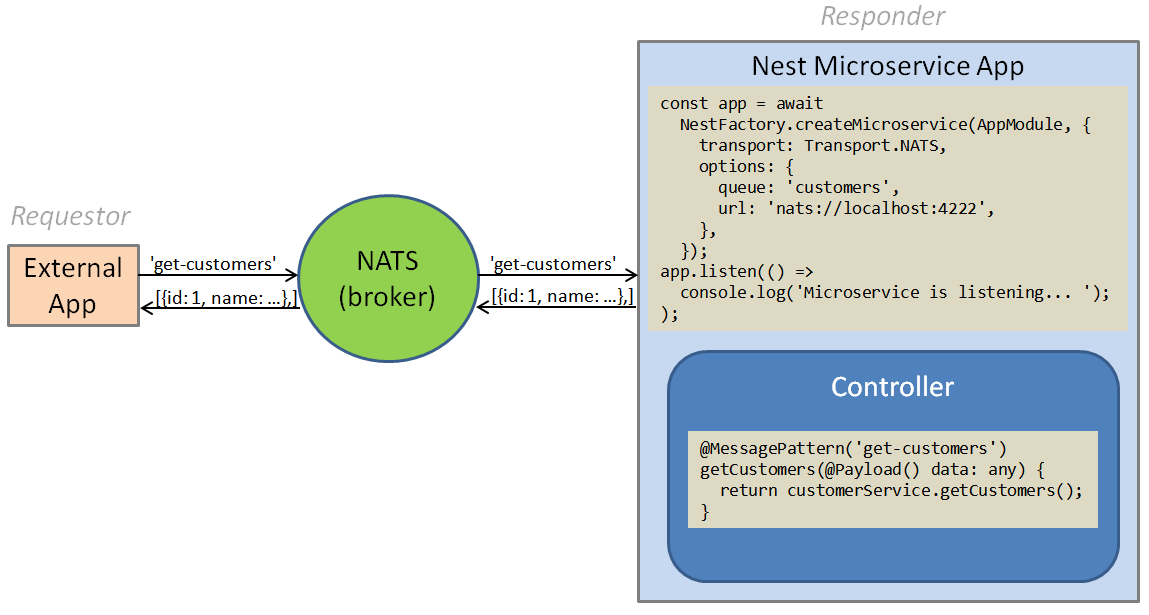 Responder
Nest Microservice App
const app = await
NestFactory.createMicroservice(AppModule, {
transport: Transport.NATS,
options: {
queue: 'customers',
url: 'nats://localhost:4222',
},
});
app.listen(() =>
console.log('Microservice is listening... ');
);
Requestor
External
App
'get-customers'
[{id: 1, name: ...},]
NATS
(broker)
'get-customers'
[{id: 1, name: ...},]
Controller
@MessagePattern('get-customers')
getCustomers(@Payload() data: any) {
return customerService.getCustomers();
}